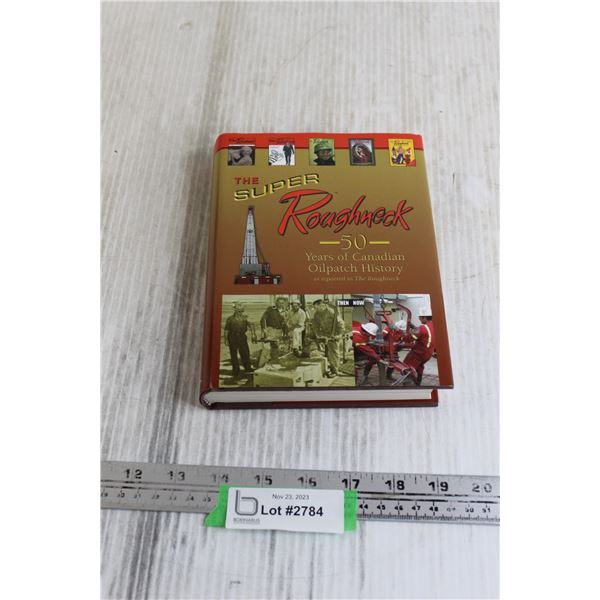 THE
SUPER
Roughneck
50
Years of Canadian
Oilpatch History
as reported in The Roughneck
THEN NOW
12 13 14 15 16 17 18 19 20
Nov 23, 2023
b
BODNARUS
Lot #2784